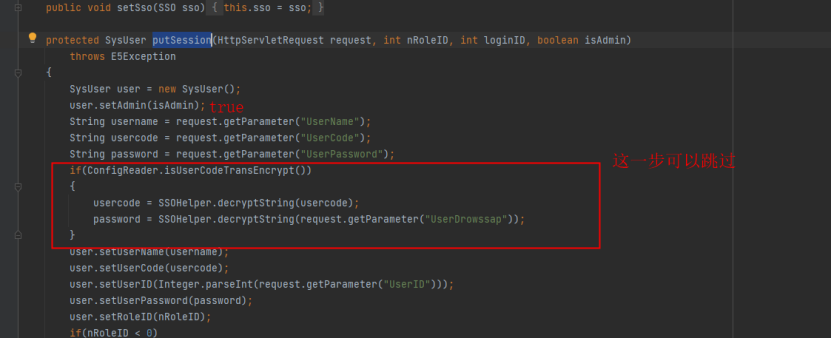 public void setSso(SSO sso) { this.sso = sso; }
protected SysUser putSession(HttpServletRequest request, int nRoleID, int loginID, boolean isAdmin)
throws E5Exception
{
SysUser user = new SysUser();
user.setAdmin(isAdmin); true
String username = request.getParameter("UserName");
String usercode = request.getParameter("UserCode");
String password = request.getParameter("UserPassword");
这一步可以跳过
if(ConfigReader.isUserCodeTransEncrypt())
{
usercode = SSOHelper.decryptString(usercode);
password = SSOHelper.decryptString(request.getParameter("UserDrowssap"));
}
user.setUserName(username);
user.setUserCode(usercode);
user.setUserID(Integer.parseInt(request.getParameter("UserID")));
user.setUserPassword(password);
user.setRoleID(nRoleID);
if(nRoleID < 0)